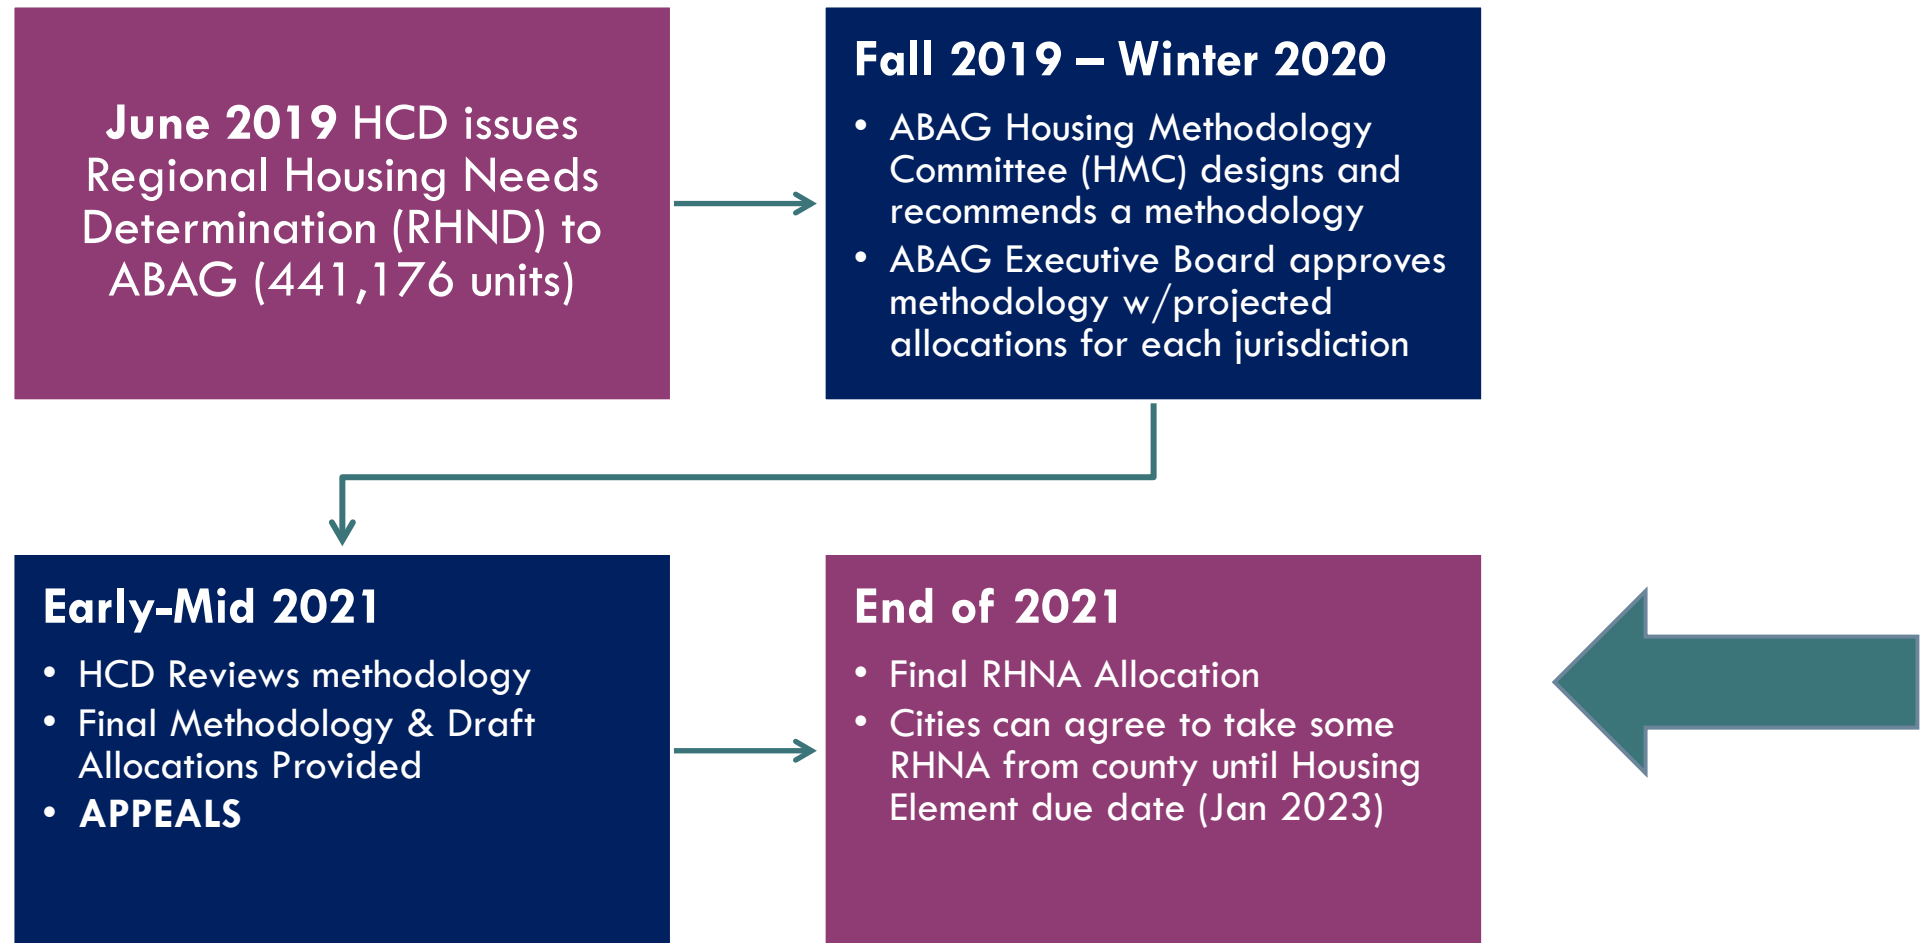 June 2019 HCD issues
Regional Housing Needs
Determination (RHND) to
ABAG (441,176 units)
Fall 2019 – Winter 2020
• ABAG Housing Methodology
Committee (HMC) designs and
recommends a methodology
• ABAG Executive Board approves
methodology w/projected
allocations for each jurisdiction
Early-Mid 2021
• HCD Reviews methodology
• Final Methodology & Draft
Allocations Provided
• APPEALS
End of 2021
• Final RHNA Allocation
• Cities can agree to take some
RHNA from county until Housing
Element due date (Jan 2023)